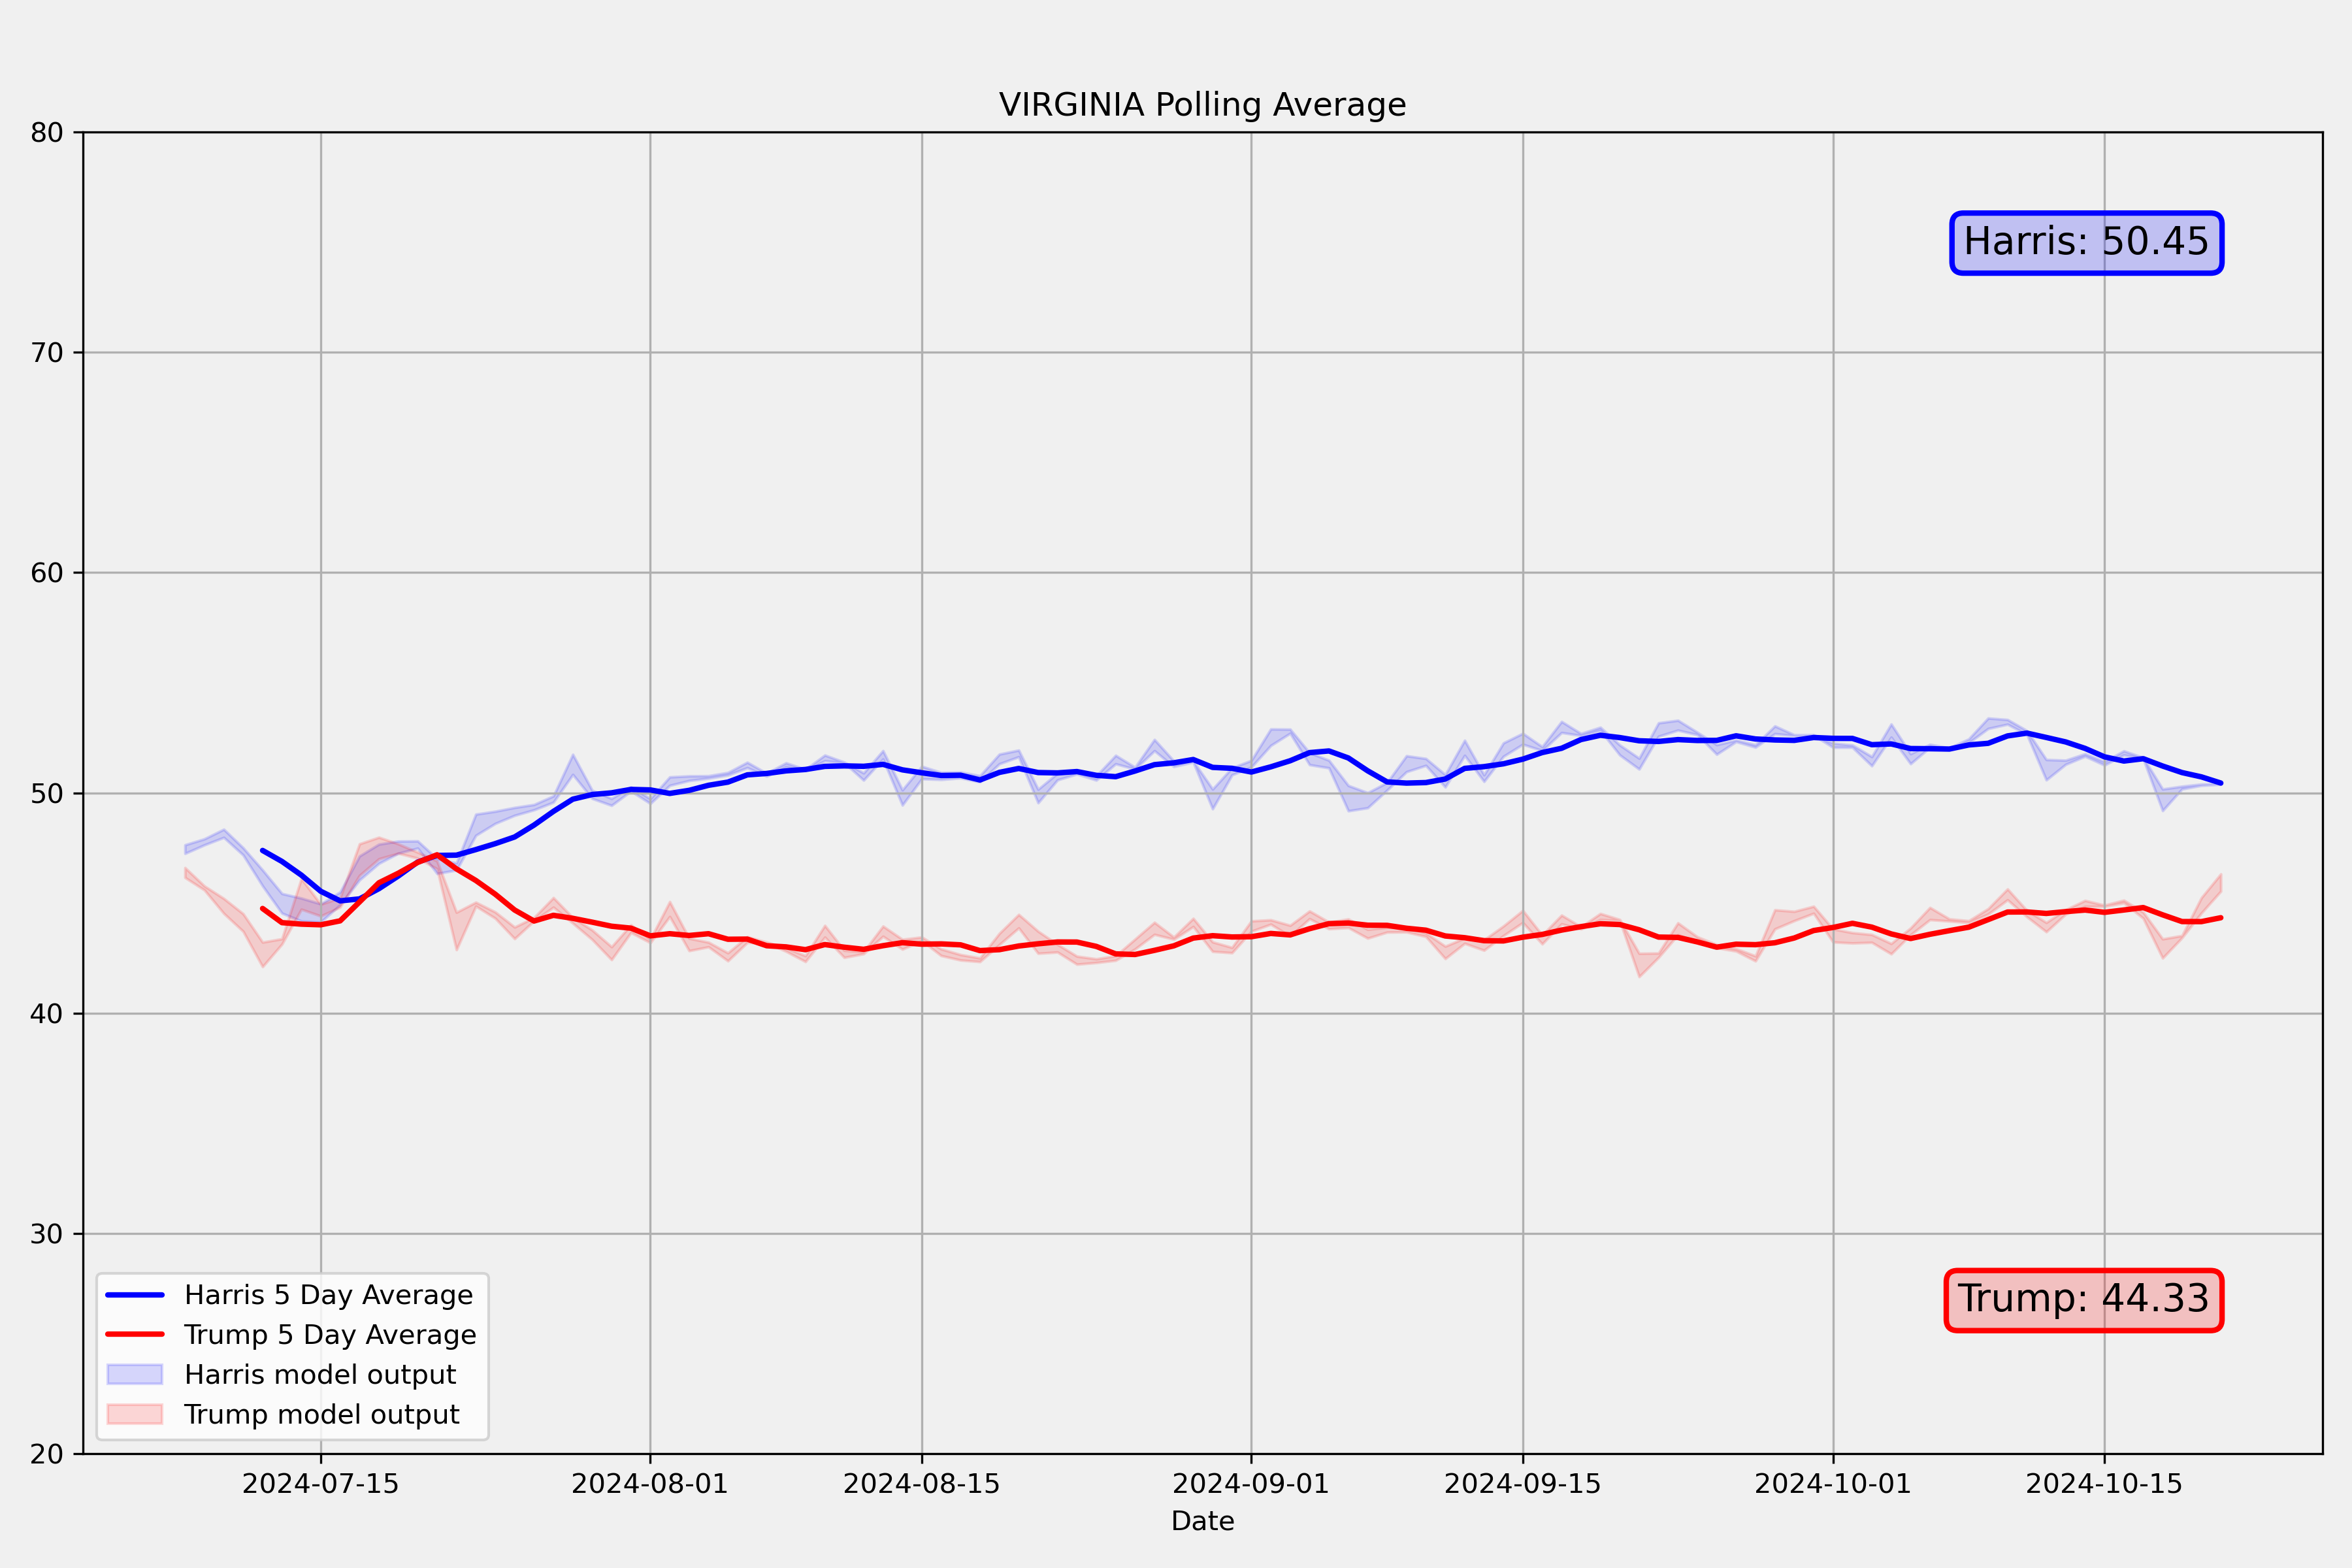 VIRGINIA Polling Average
80
70
60
50
40
30
20
Harris: 50.45
Trump: 44.33
Harris 5 Day Average
Trump 5 Day Average
Harris model output
Trump model output
2024-07-15 2024-08-01 2024-08-15 2024-09-01 2024-09-15 2024-10-01 2024-10-15
Date